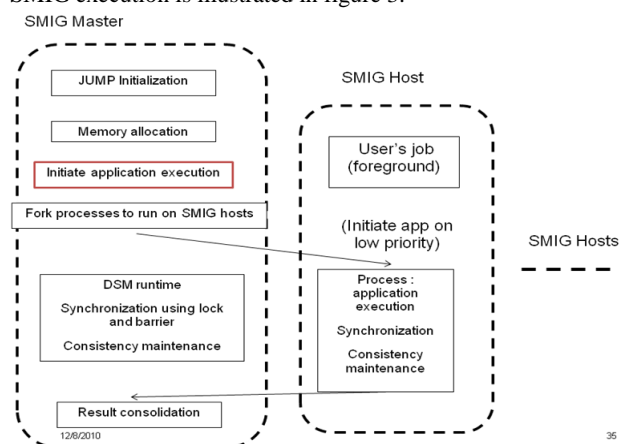 SMIG execution is illustrated in figure 3.
SMIG Master
JUMP Initialization
Memory allocation
Initiate application execution
Fork processes to run on SMIG hosts
DSM runtime
Synchronization using lock
and barrier
Consistency maintenance
Result consolidation
SMIG Host
User's job
(foreground)
(Initiate app on
low priority)
Process :
application
execution
Synchronization
Consistency
maintenance
SMIG Hosts
12/8/2010
35